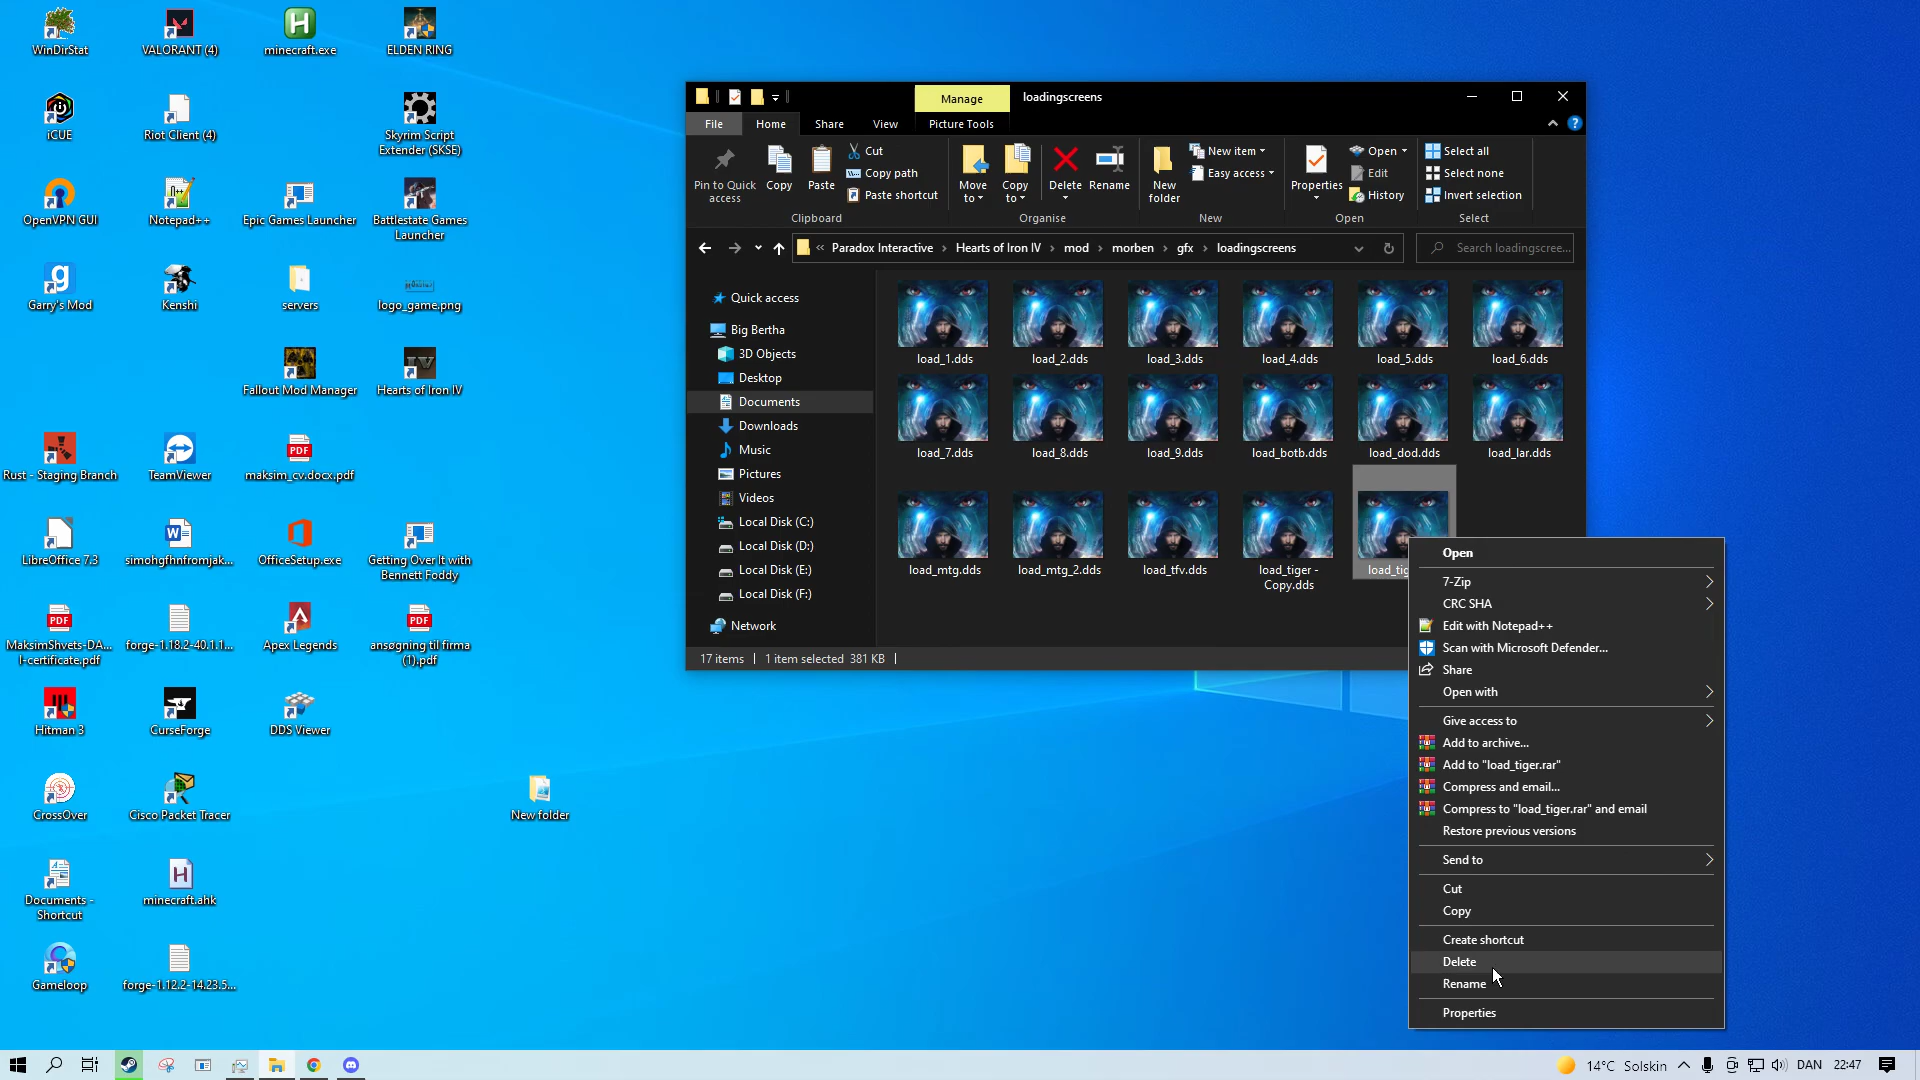 WinDirStat
VALORANT (4)
minecraft.exe
ELDEN RING
iCUE
Riot Client (4)
Skyrim Script
Extender (SKSE)
OpenVPN GUI
Notepad++
Epic Games Launcher
Battlestate Games
Launcher
Garry's Mod
Kenshi
servers
logo_game.png
Fallout Mod Manager
Hearts of Iron IV
Rust - Staging Branch
TeamViewer
PDF
maksim_cv.docx.pdf
LibreOffice 7.3
simohgfhnfromjak...
OfficeSetup.exe
Getting Over It with
Bennett Foddy
PDF
MaksimShvets-DA...
l-certificate.pdf
forge-1.18.2-40.1.1...
Apex Legends
PDF
ansøgning til firma
(1).pdf
Hitman 3
CurseForge
DDS Viewer
CrossOver
Cisco Packet Tracer
New folder
Documents -
Shortcut
minecraft.ahk
Gameloop
forge-1.12.2-14.23.5...
Manage
loadingscreens
File
Home
Share
View
Picture Tools
Pin to Quick
access
Copy
Paste
Cut
Copy path
Paste shortcut
Clipboard
Move
to
Copy
to
Delete
Rename
Organise
New
folder
New item
Easy access
New
Properties
Open
Edit
History
Open
Select all
Select none
Invert selection
Select
« Paradox Interactive > Hearts of Iron IV > mod > morben > gfx > loadingscreens
Search loadingscreen...
Quick access
Big Bertha
3D Objects
Desktop
Documents
Downloads
Music
Pictures
Videos
Local Disk (C:)
Local Disk (D:)
Local Disk (E:)
Local Disk (F:)
Network
load_1.dds
load_2.dds
load_3.dds
load_4.dds
load_5.dds
load_6.dds
load_7.dds
load_8.dds
load_9.dds
load_botb.dds
load_dod.dds
load_lar.dds
load_mtg.dds
load_mtg_2.dds
load_tfv.dds
load_tiger -
Copy.dds
load_tig
17 items
1 item selected 381 KB
Open
7-Zip
CRC SHA
Edit with Notepad++
Scan with Microsoft Defender...
Share
Open with
Give access to
Add to archive...
Add to "load_tiger.rar"
Compress and email...
Compress to "load_tiger.rar" and email
Restore previous versions
Send to
Cut
Copy
Create shortcut
Delete
Rename
Properties
14°C Solskin
DAN
22:47